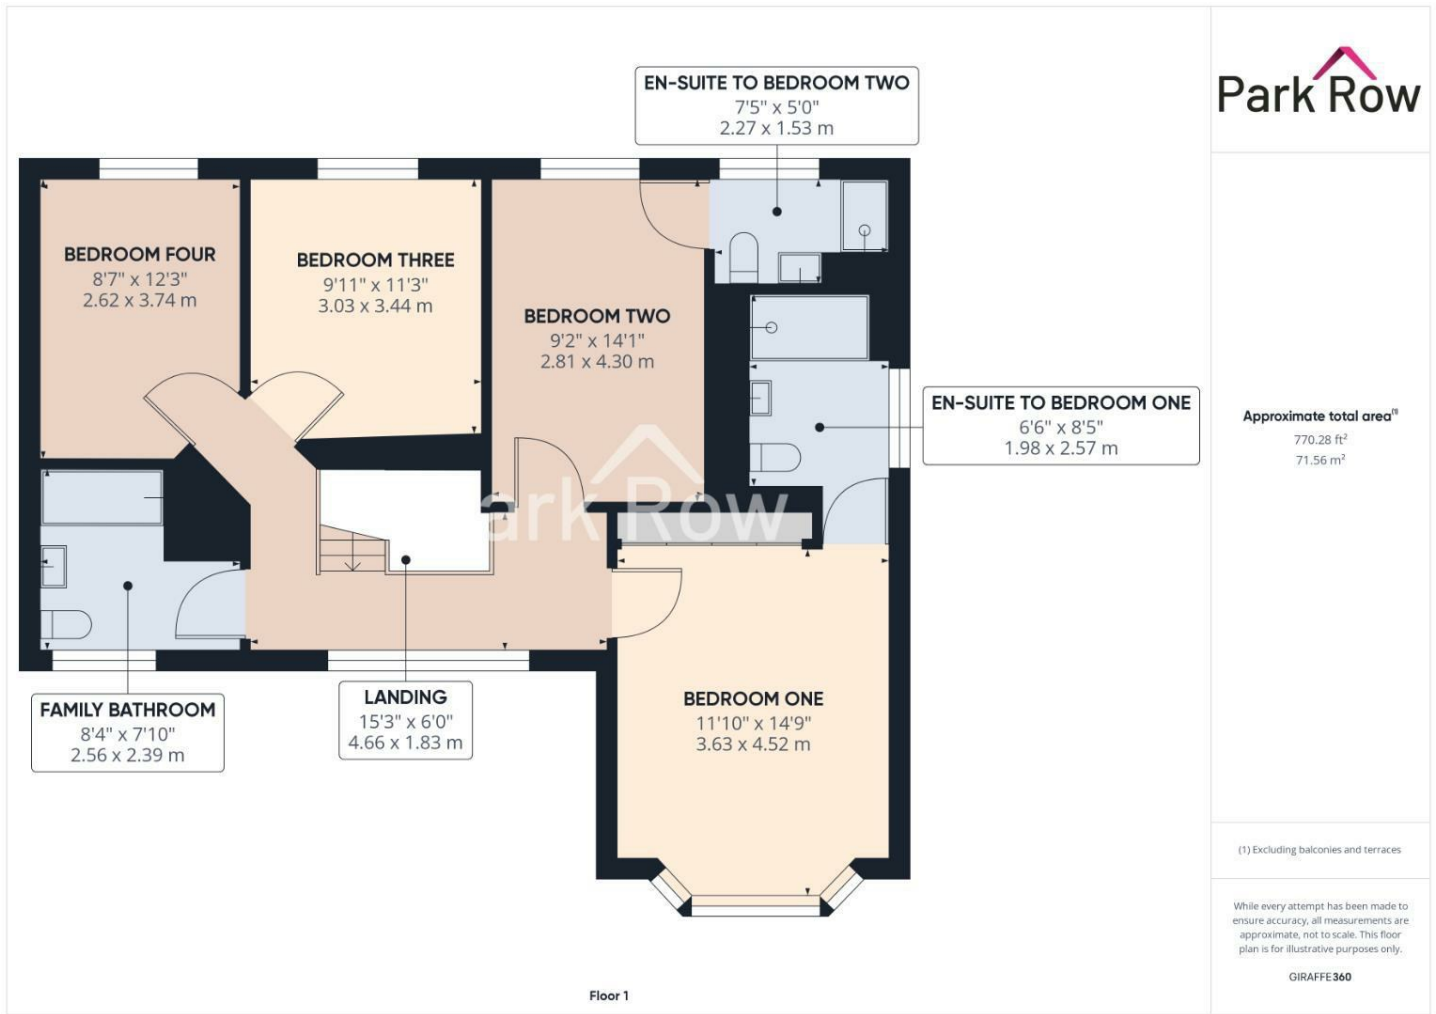 EN-SUITE TO BEDROOM TWO
7'5" x 5'0"
2.27 x 1.53 m
BEDROOM FOUR
8'7" x 12'3"
2.62 x 3.74 m
BEDROOM THREE
9'11" x 11'3"
3.03 x 3.44 m
BEDROOM TWO
9'2" x 14'1"
2.81 x 4.30 m
EN-SUITE TO BEDROOM ONE
6'6" x 8'5"
1.98 x 2.57 m
Park Row
FAMILY BATHROOM
8'4" x 7'10"
2.56 x 2.39 m
LANDING
15'3" x 6'0"
4.66 x 1.83 m
BEDROOM ONE
11'10" x 14'9"
3.63 x 4.52 m
Floor 1
Park Row
Approximate total area⁽¹⁾
770.28 ft²
71.56 m²
(1) Excluding balconies and terraces
While every attempt has been made to
ensure accuracy, all measurements are
approximate, not to scale. This floor
plan is for illustrative purposes only.
GIRAFFE360